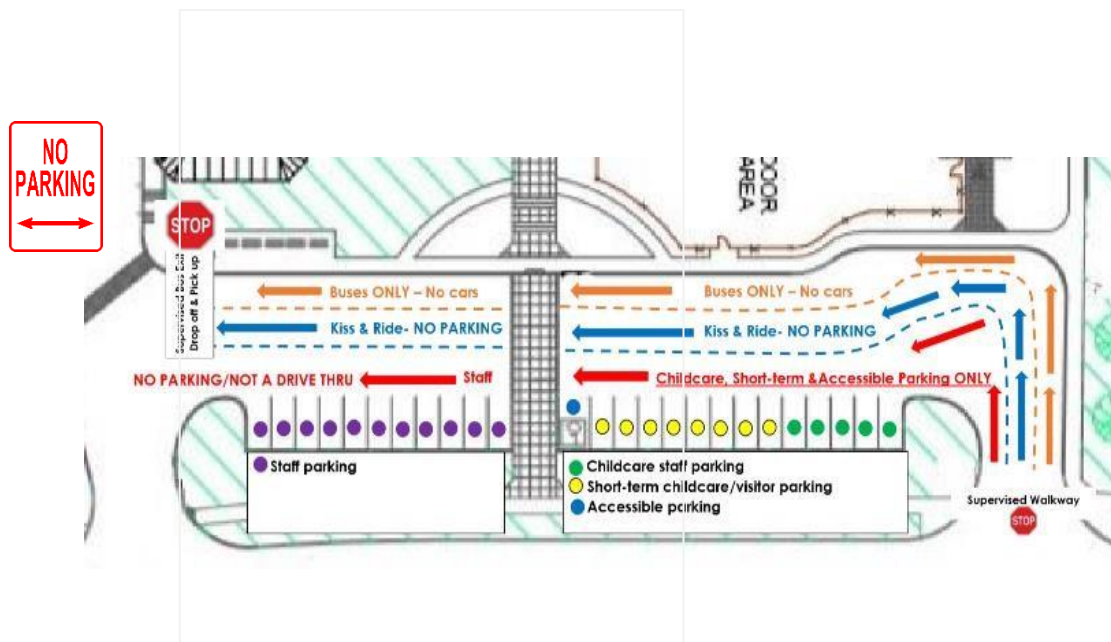 NO
PARKING
STOP
Supervised Bus Exit
Drop off & Pick up
DOOR
AREA
Buses ONLY – No cars
Buses ONLY – No cars
Kiss & Ride- NO PARKING
Kiss & Ride- NO PARKING
NO PARKING/NOT A DRIVE THRU
Staff
Childcare, Short-term &Accessible Parking ONLY
Staff parking
Childcare staff parking
Short-term childcare/visitor parking
Accessible parking
Supervised Walkway
STOP